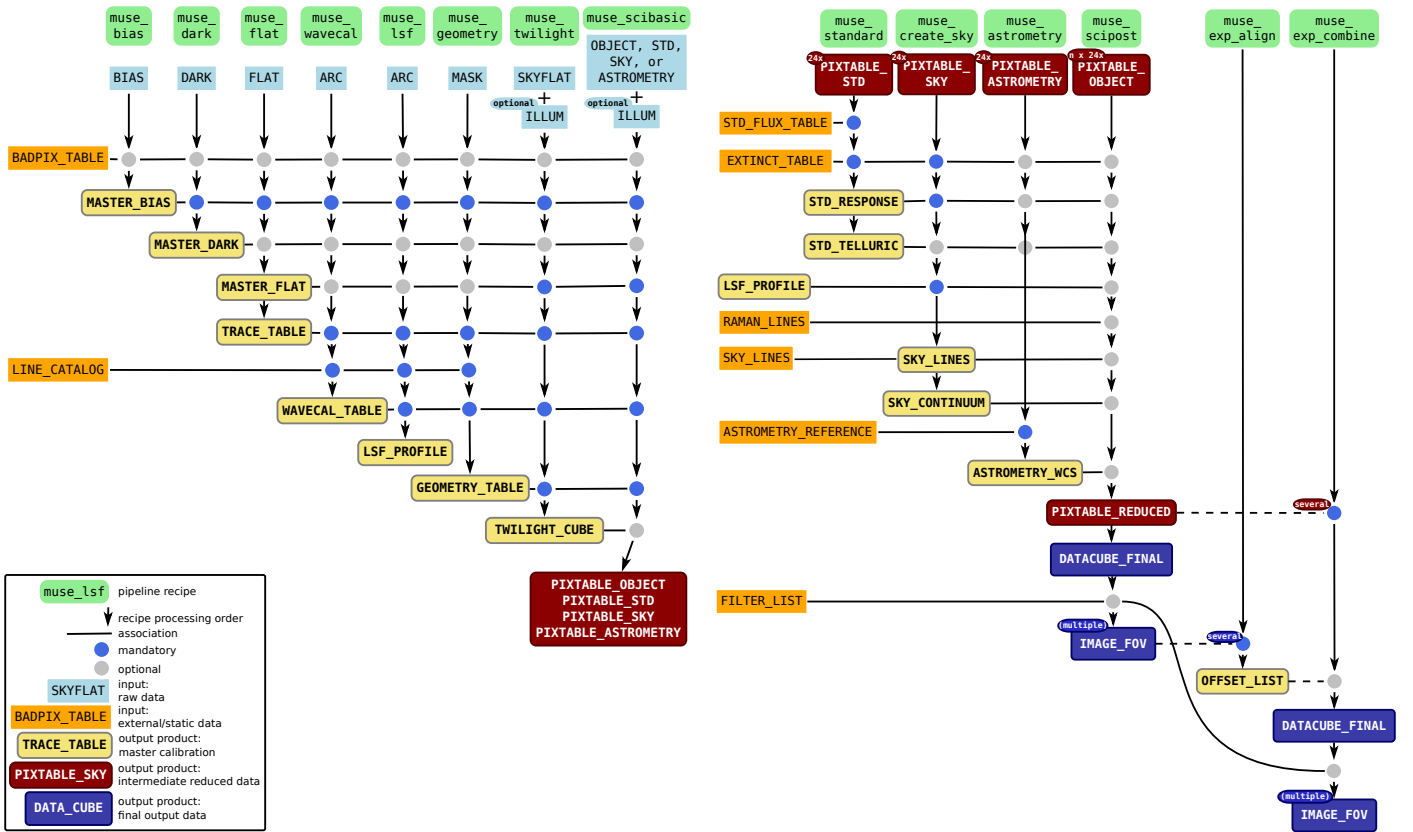 muse_
bias
muse_
dark
muse_
flat
muse_
wavecal
muse_
lsf
muse_
geometry
muse_
twilight
muse_scibasic
BIAS
DARK
FLAT
ARC
ARC
MASK
SKYFLAT
+
optional
ILLUM
OBJECT, STD,
SKY, or
ASTROMETRY
+
optional
ILLUM
BADPIX_TABLE
MASTER_BIAS
MASTER_DARK
MASTER_FLAT
TRACE_TABLE
LINE_CATALOG
WAVECAL_TABLE
LSF_PROFILE
GEOMETRY_TABLE
TWILIGHT_CUBE
PIXTABLE_OBJECT
PIXTABLE_STD
PIXTABLE_SKY
PIXTABLE_ASTROMETRY
muse_lsf
pipeline recipe
recipe processing order
association
mandatory
optional
SKYFLAT
input:
raw data
BADPIX_TABLE
input:
external/static data
TRACE_TABLE
output product:
master calibration
PIXTABLE_SKY
output product:
intermediate reduced data
DATA_CUBE
output product:
final output data
muse_
standard
muse_
create_sky
muse_
astrometry
muse_
scipost
muse_
exp_align
muse_
exp_combine
24x
PIXTABLE_
STD
24x
PIXTABLE_
SKY
24x
PIXTABLE_
ASTROMETRY
n x 24x
PIXTABLE_
OBJECT
STD_FLUX_TABLE
EXTINCT_TABLE
STD_RESPONSE
STD_TELLURIC
LSF_PROFILE
RAMAN_LINES
SKY_LINES
SKY_LINES
SKY_CONTINUUM
ASTROMETRY_REFERENCE
ASTROMETRY_WCS
PIXTABLE_REDUCED
several
DATACUBE_FINAL
FILTER_LIST
(multiple)
IMAGE_FOV
several
OFFSET_LIST
DATACUBE_FINAL
(multiple)
IMAGE_FOV